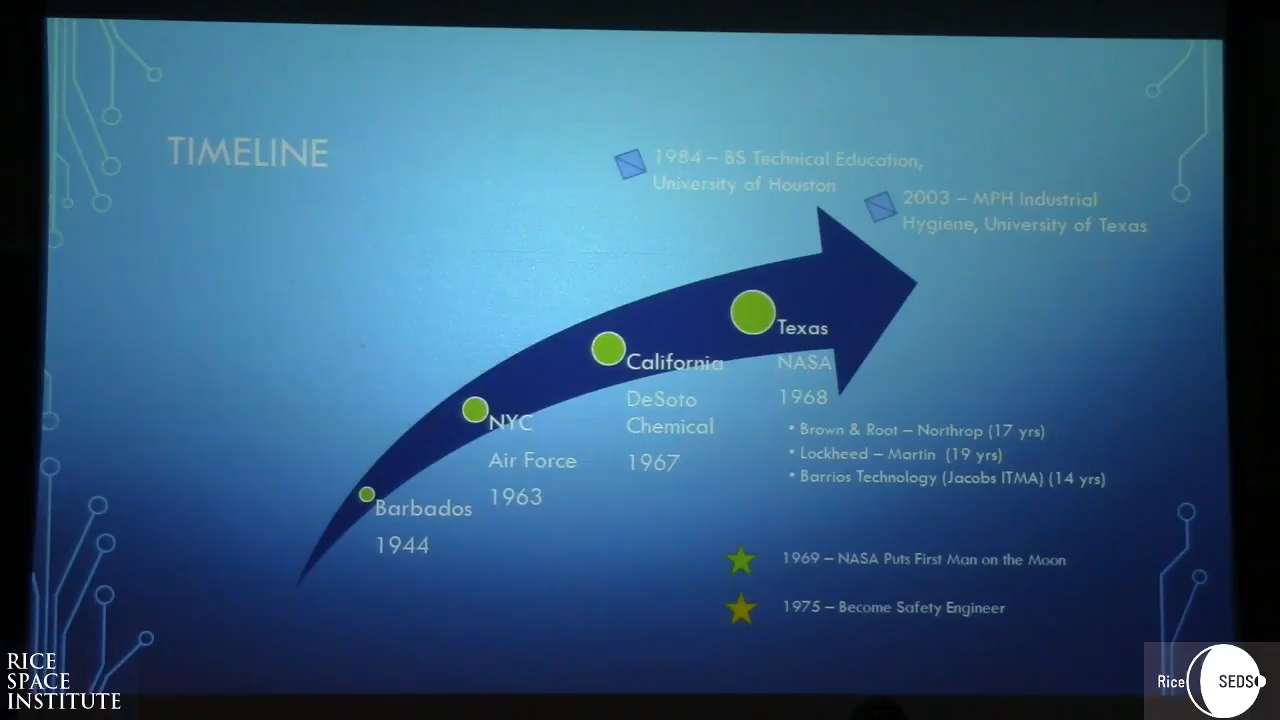 TIMELINE
1984 – BS Technical Education,
University of Houston
2003 – MPH Industrial
Hygiene, University of Texas
Texas
NASA
1968
• Brown & Root – Northrop (17 yrs)
• Lockheed – Martin (19 yrs)
• Barrios Technology (Jacobs ITMA) (14 yrs)
California
DeSoto
Chemical
1967
NYC
Air Force
1963
Barbados
1944
1969 – NASA Puts First Man on the Moon
1975 – Become Safety Engineer
RICE
SPACE
INSTITUTE
Rice SEDS